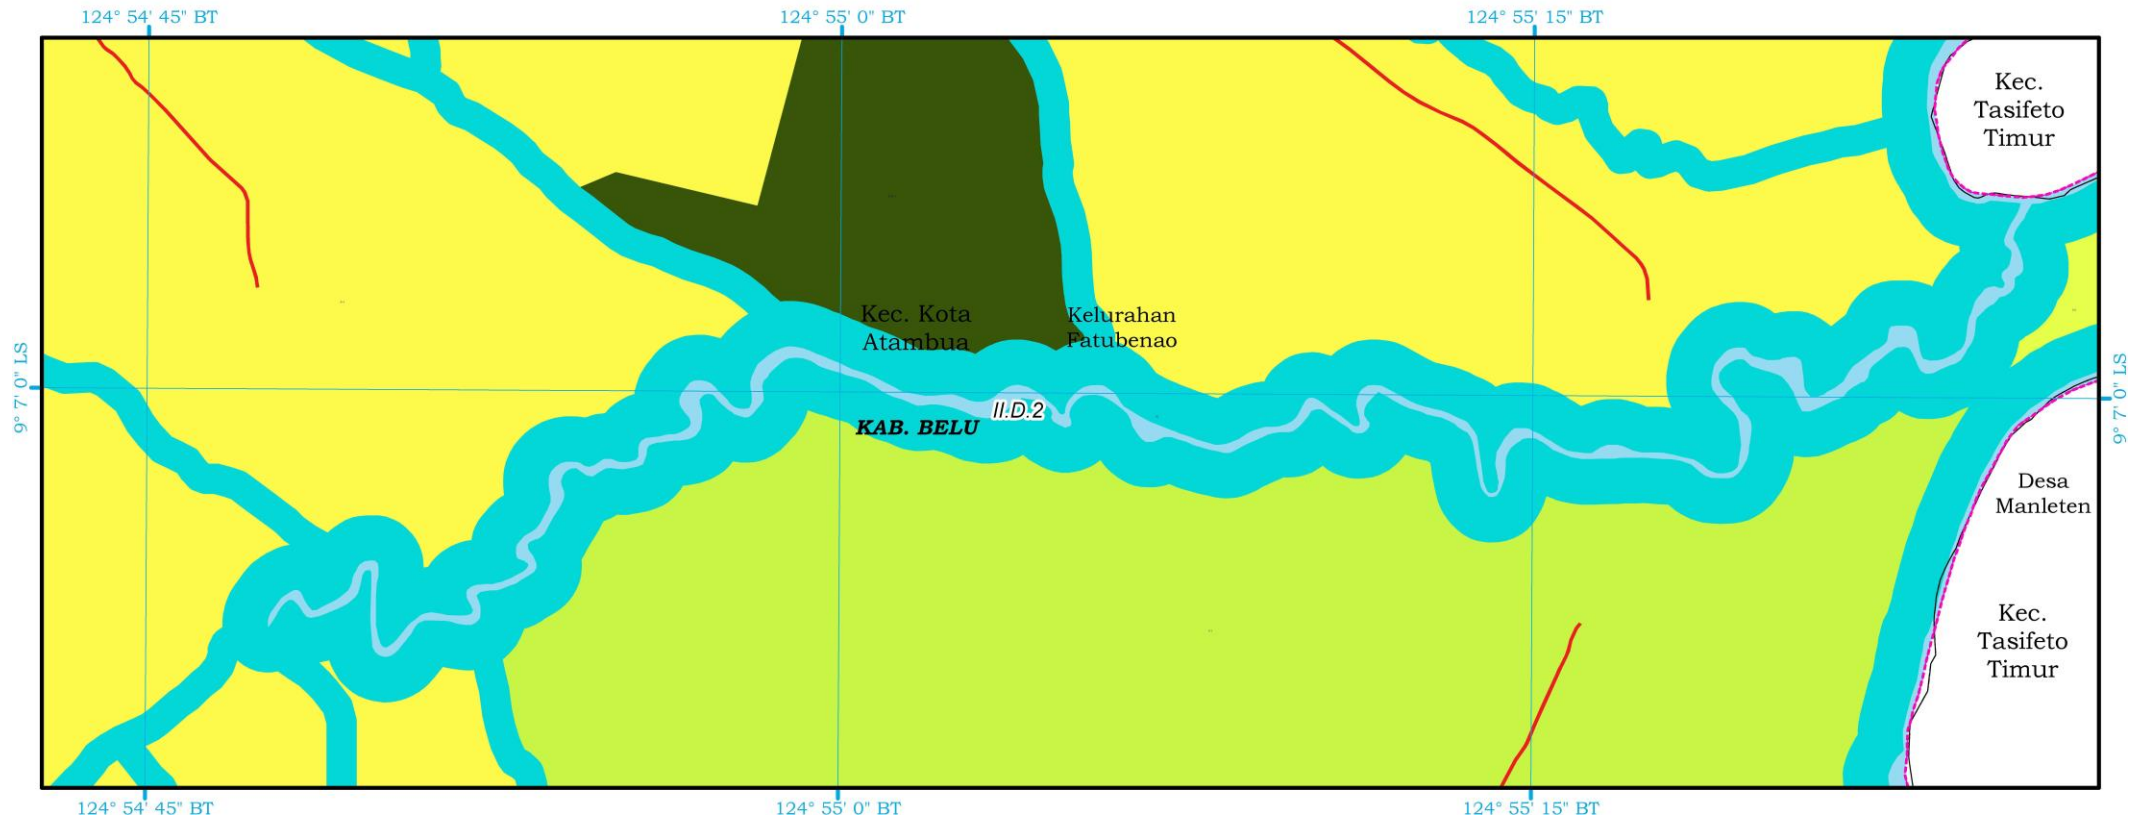 124° 54' 45" BT
124° 55' 0" BT
124° 55' 15" BT
Kec.
Tasifeto
Timur
Kec. Kota
Atambua
Kelurahan
Fatubenao
9° 7' 0" LS
9° 7' 0" LS
II.D.2
KAB. BELU
Desa
Manleten
Kec.
Tasifeto
Timur
124° 54' 45" BT
124° 55' 0" BT
124° 55' 15" BT